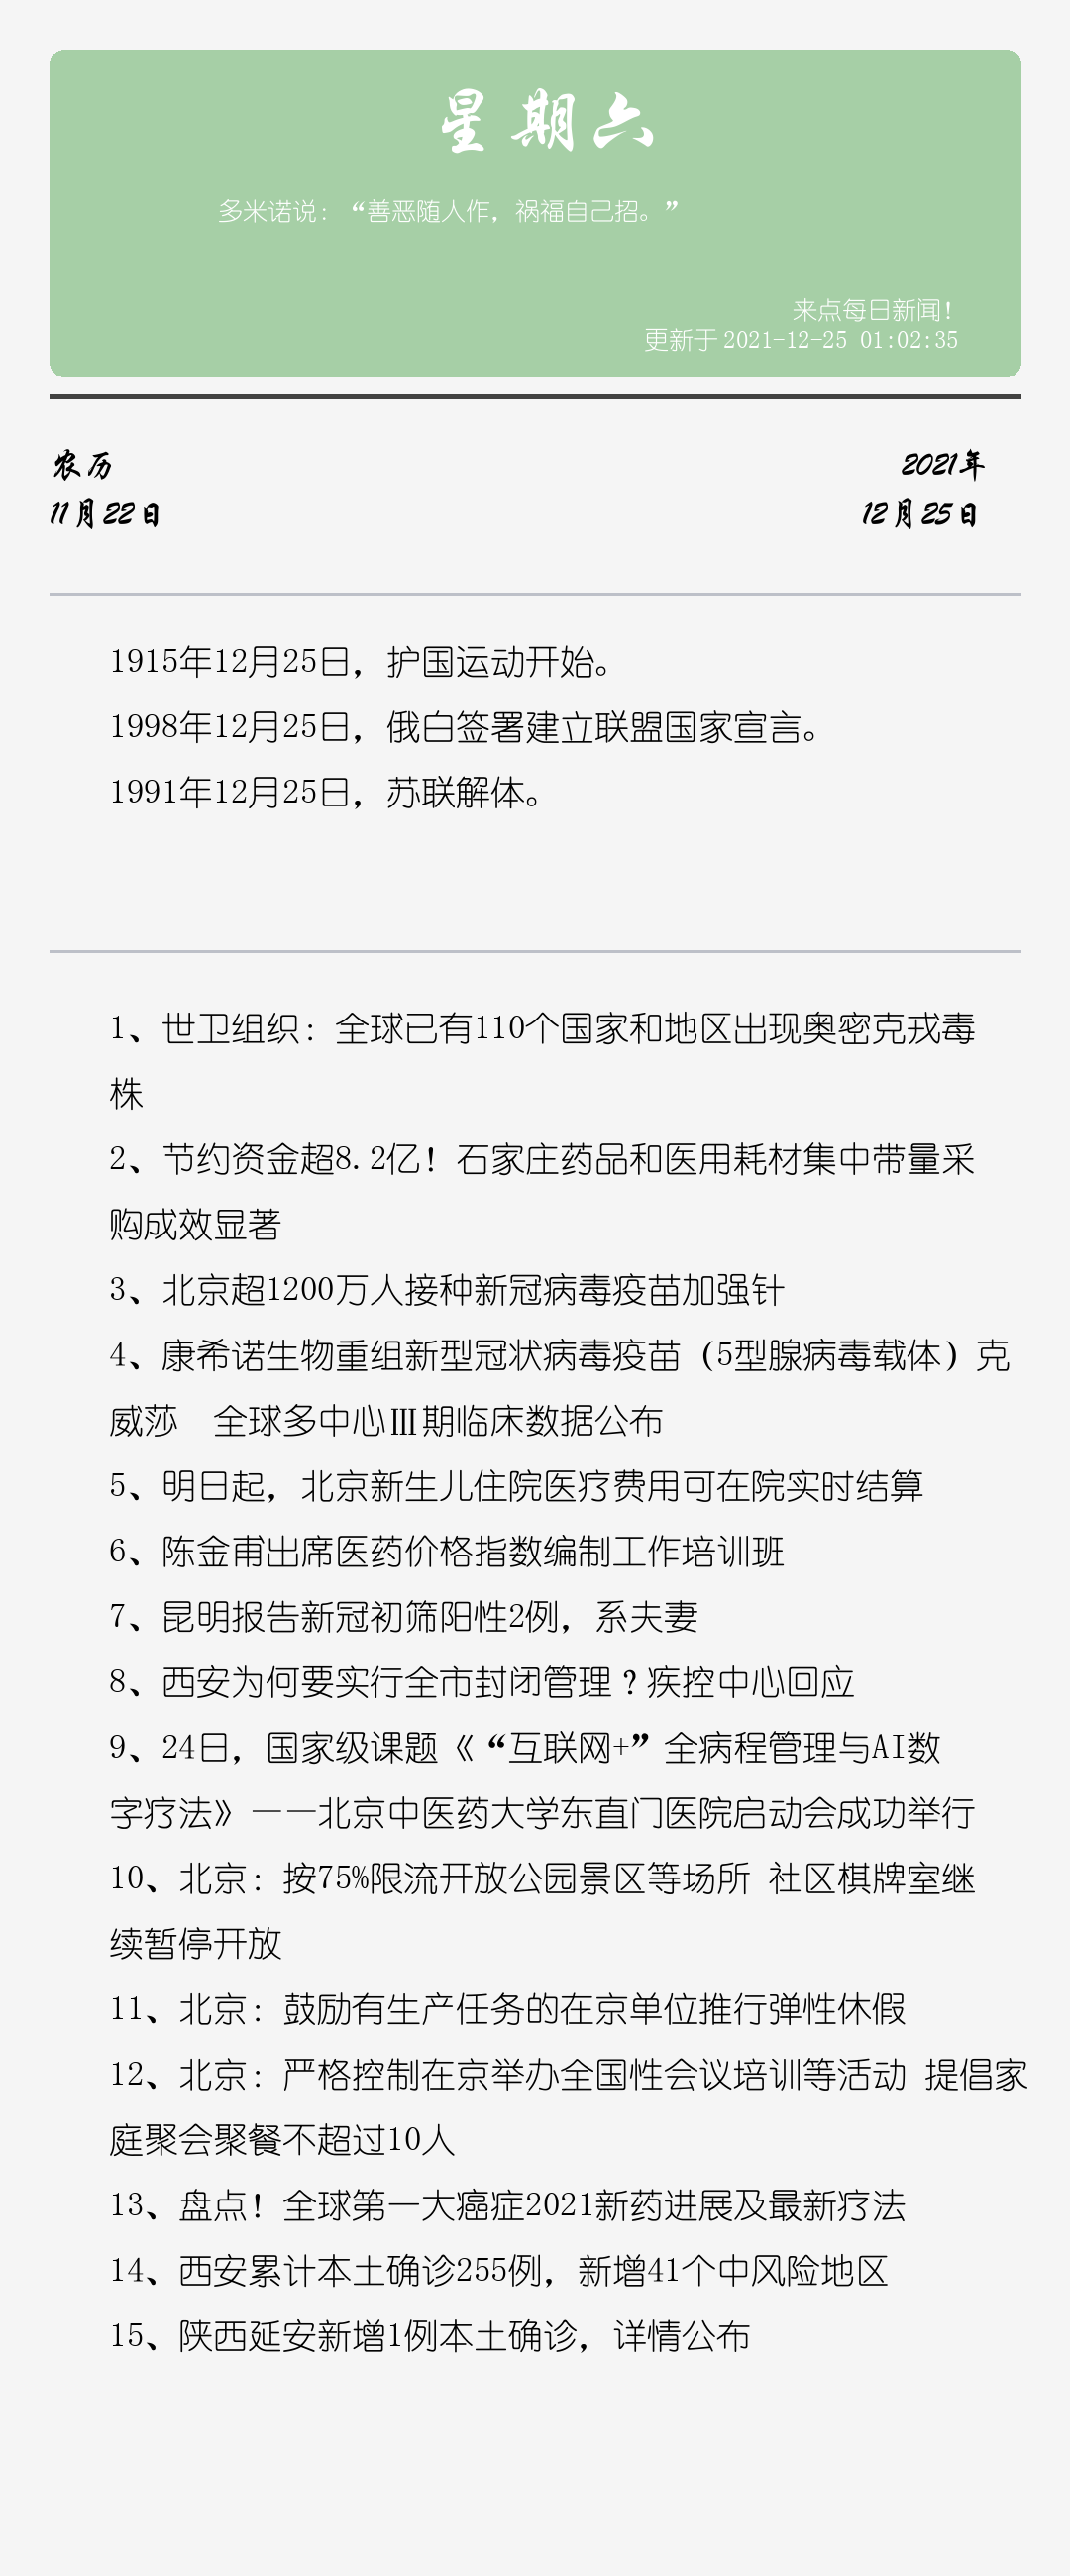 星期六
多米诺说：“善恶随人作，祸福自己招。”
来点每日新闻！
更新于 2021-12-25 01:02:35
农历
2021年
11月22日
12月25日
1915年12月25日，护国运动开始。
1998年12月25日，俄白签署建立联盟国家宣言。
1991年12月25日，苏联解体。
1、世卫组织：全球已有110个国家和地区出现奥密克戎毒
株
2、节约资金超8.2亿！石家庄药品和医用耗材集中带量采
购成效显著
3、北京超1200万人接种新冠病毒疫苗加强针
4、康希诺生物重组新型冠状病毒疫苗（5型腺病毒载体）克
威莎　全球多中心Ⅲ期临床数据公布
5、明日起，北京新生儿住院医疗费用可在院实时结算
6、陈金甫出席医药价格指数编制工作培训班
7、昆明报告新冠初筛阳性2例，系夫妻
8、西安为何要实行全市封闭管理？疾控中心回应
9、24日，国家级课题《“互联网+”全病程管理与AI数
字疗法》——北京中医药大学东直门医院启动会成功举行
10、北京：按75%限流开放公园景区等场所 社区棋牌室继
续暂停开放
11、北京：鼓励有生产任务的在京单位推行弹性休假
12、北京：严格控制在京举办全国性会议培训等活动 提倡家
庭聚会聚餐不超过10人
13、盘点！全球第一大癌症2021新药进展及最新疗法
14、西安累计本土确诊255例，新增41个中风险地区
15、陕西延安新增1例本土确诊，详情公布